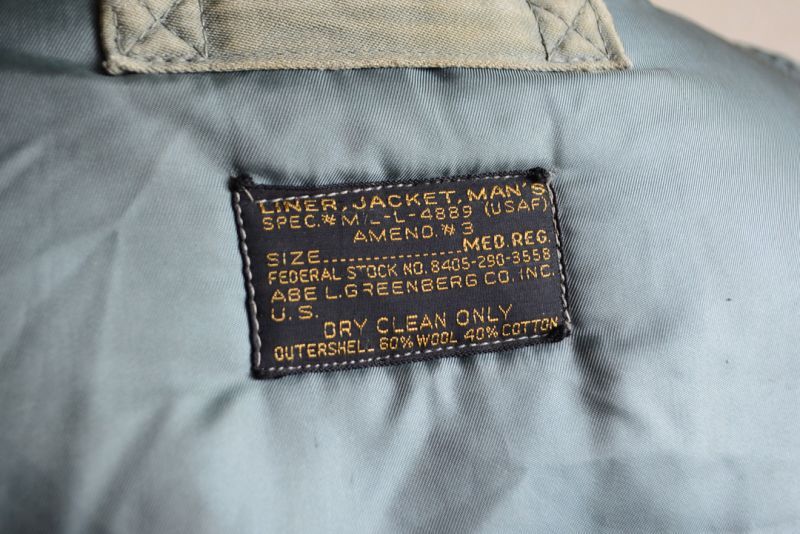 LINER, JACKET, MAN'S
SPEC.# MIL-L-4889 (USAF)
AMEND.# 3
SIZE....................MED.REG.
FEDERAL STOCK NO. 8405-290-3558
ABE L.GREENBERG CO. INC.
U.S.
DRY CLEAN ONLY
OUTERSHELL 60% WOOL 40% COTTON